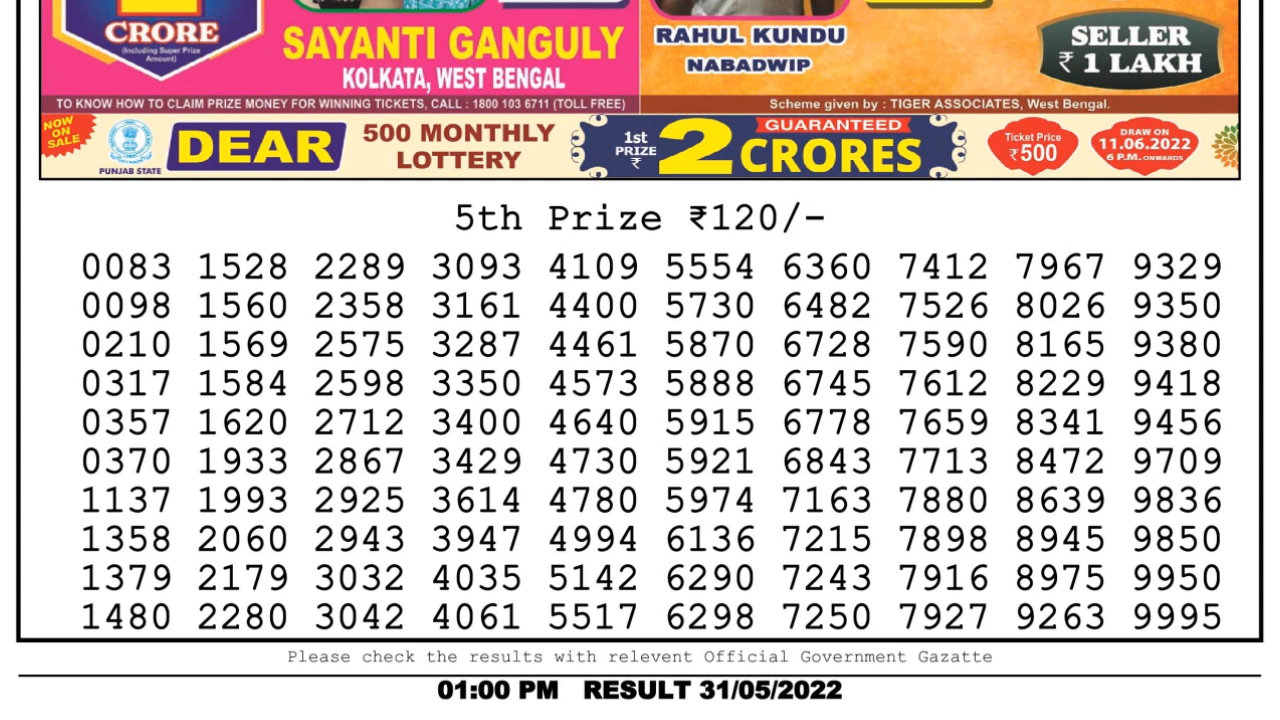 CRORE
(Including Super Prize
Amount)
SAYANTI GANGULY
KOLKATA, WEST BENGAL
RAHUL KUNDU
NABADWIP
SELLER
₹ 1 LAKH
TO KNOW HOW TO CLAIM PRIZE MONEY FOR WINNING TICKETS, CALL : 1800 103 6711 (TOLL FREE)
Scheme given by : TIGER ASSOCIATES, West Bengal.
NOW
ON
SALE
PUNJAB STATE
DEAR
500 MONTHLY
LOTTERY
1st
PRIZE
₹
2
GUARANTEED
CRORES
Ticket Price
₹500
DRAW ON
11.06.2022
6 P.M. ONWARDS
5th Prize ₹120/-
0083 1528 2289 3093 4109 5554 6360 7412 7967 9329
0098 1560 2358 3161 4400 5730 6482 7526 8026 9350
0210 1569 2575 3287 4461 5870 6728 7590 8165 9380
0317 1584 2598 3350 4573 5888 6745 7612 8229 9418
0357 1620 2712 3400 4640 5915 6778 7659 8341 9456
0370 1933 2867 3429 4730 5921 6843 7713 8472 9709
1137 1993 2925 3614 4780 5974 7163 7880 8639 9836
1358 2060 2943 3947 4994 6136 7215 7898 8945 9850
1379 2179 3032 4035 5142 6290 7243 7916 8975 9950
1480 2280 3042 4061 5517 6298 7250 7927 9263 9995
Please check the results with relevent Official Government Gazatte
01:00 PM RESULT 31/05/2022